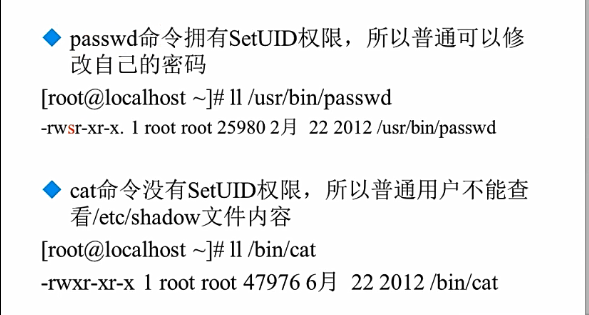 passwd命令拥有SetUID权限，所以普通可以修
改自己的密码
[root@localhost ~]# ll /usr/bin/passwd
-rwsr-xr-x. 1 root root 25980 2月 22 2012 /usr/bin/passwd
cat命令没有SetUID权限，所以普通用户不能查
看/etc/shadow文件内容
[root@localhost ~]# ll /bin/cat
-rwxr-xr-x 1 root root 47976 6月 22 2012 /bin/cat